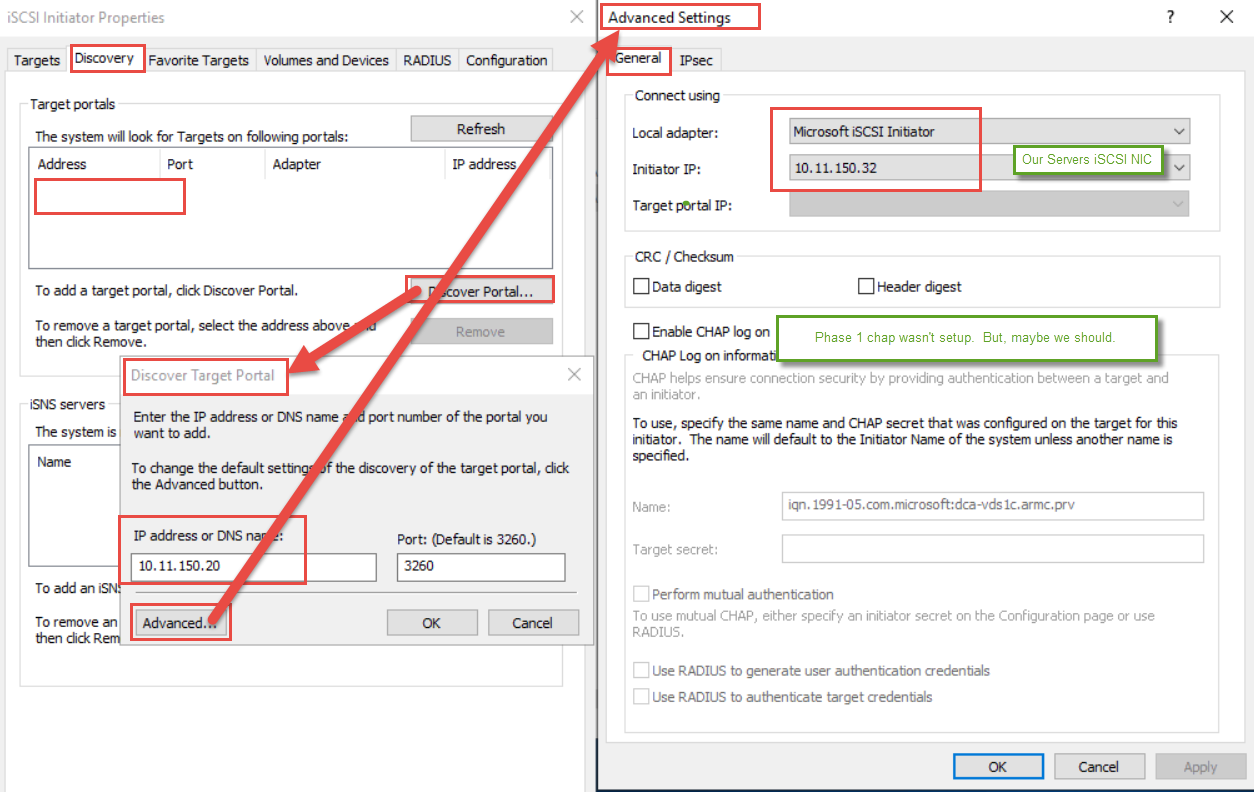 iSCSI Initiator Properties
Targets Discovery Favorite Targets Volumes and Devices RADIUS Configuration
Target portals
The system will look for Targets on following portals:
Refresh
Address Port Adapter IP address
To add a target portal, click Discover Portal.
Discover Portal...
To remove a target portal, select the address above and
then click Remove.
Remove
iSNS servers
The system is
Name
To add an iSNS
To remove an
then click Rem
Discover Target Portal
Enter the IP address or DNS name and port number of the portal you
want to add.
To change the default settings of the discovery of the target portal, click
the Advanced button.
IP address or DNS name:
Port: (Default is 3260.)
10.11.150.20
3260
Advanced...
OK
Cancel
Advanced Settings
?
General IPsec
Connect using
Local adapter:
Microsoft iSCSI Initiator
Initiator IP:
10.11.150.32
Our Servers iSCSI NIC
Target portal IP:
CRC / Checksum
Data digest
Header digest
Enable CHAP log on
Phase 1 chap wasn't setup. But, maybe we should.
CHAP Log on informati
CHAP helps ensure connection security by providing authentication between a target and
an initiator.
To use, specify the same name and CHAP secret that was configured on the target for this
initiator. The name will default to the Initiator Name of the system unless another name is
specified.
Name:
iqn.1991-05.com.microsoft:dca-vds1c.armc.prv
Target secret:
Perform mutual authentication
To use mutual CHAP, either specify an initiator secret on the Configuration page or use
RADIUS.
Use RADIUS to generate user authentication credentials
Use RADIUS to authenticate target credentials
OK
Cancel
Apply